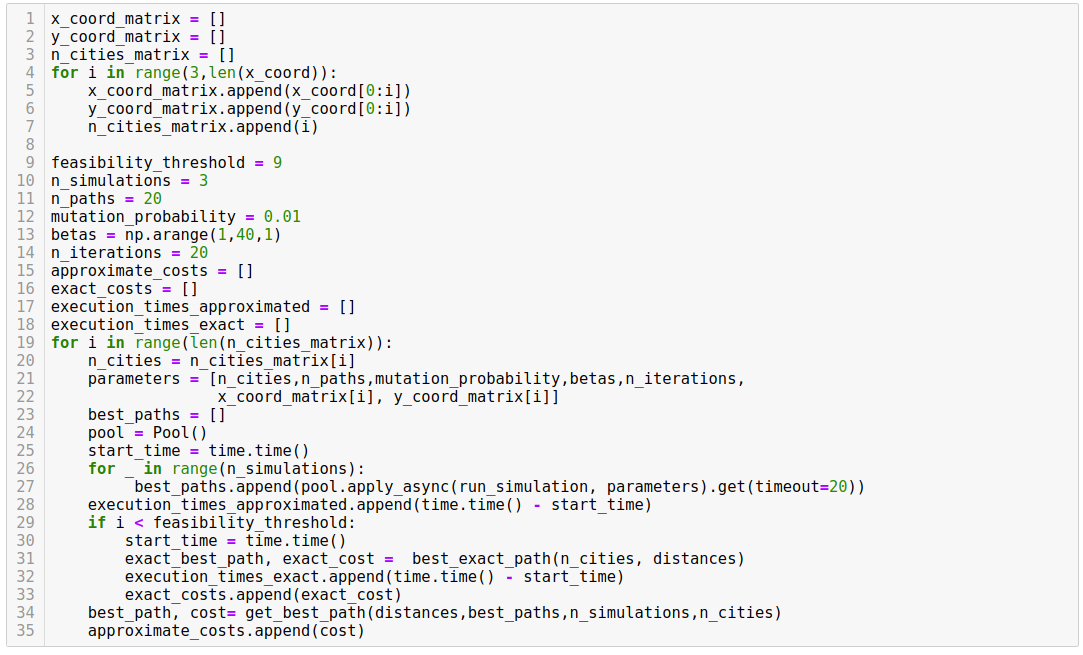 1 x_coord_matrix = []
2 y_coord_matrix = []
3 n_cities_matrix = []
4 for i in range(3,len(x_coord)):
5     x_coord_matrix.append(x_coord[0:i])
6     y_coord_matrix.append(y_coord[0:i])
7     n_cities_matrix.append(i)
8
9 feasibility_threshold = 9
10 n_simulations = 3
11 n_paths = 20
12 mutation_probability = 0.01
13 betas = np.arange(1,40,1)
14 n_iterations = 20
15 approximate_costs = []
16 exact_costs = []
17 execution_times_approximated = []
18 execution_times_exact = []
19 for i in range(len(n_cities_matrix)):
20     n_cities = n_cities_matrix[i]
21     parameters = [n_cities,n_paths,mutation_probability,betas,n_iterations,
22                   x_coord_matrix[i], y_coord_matrix[i]]
23     best_paths = []
24     pool = Pool()
25     start_time = time.time()
26     for _ in range(n_simulations):
27          best_paths.append(pool.apply_async(run_simulation, parameters).get(timeout=20))
28     execution_times_approximated.append(time.time() - start_time)
29     if i < feasibility_threshold:
30         start_time = time.time()
31         exact_best_path, exact_cost =  best_exact_path(n_cities, distances)
32         execution_times_exact.append(time.time() - start_time)
33         exact_costs.append(exact_cost)
34     best_path, cost= get_best_path(distances,best_paths,n_simulations,n_cities)
35     approximate_costs.append(cost)